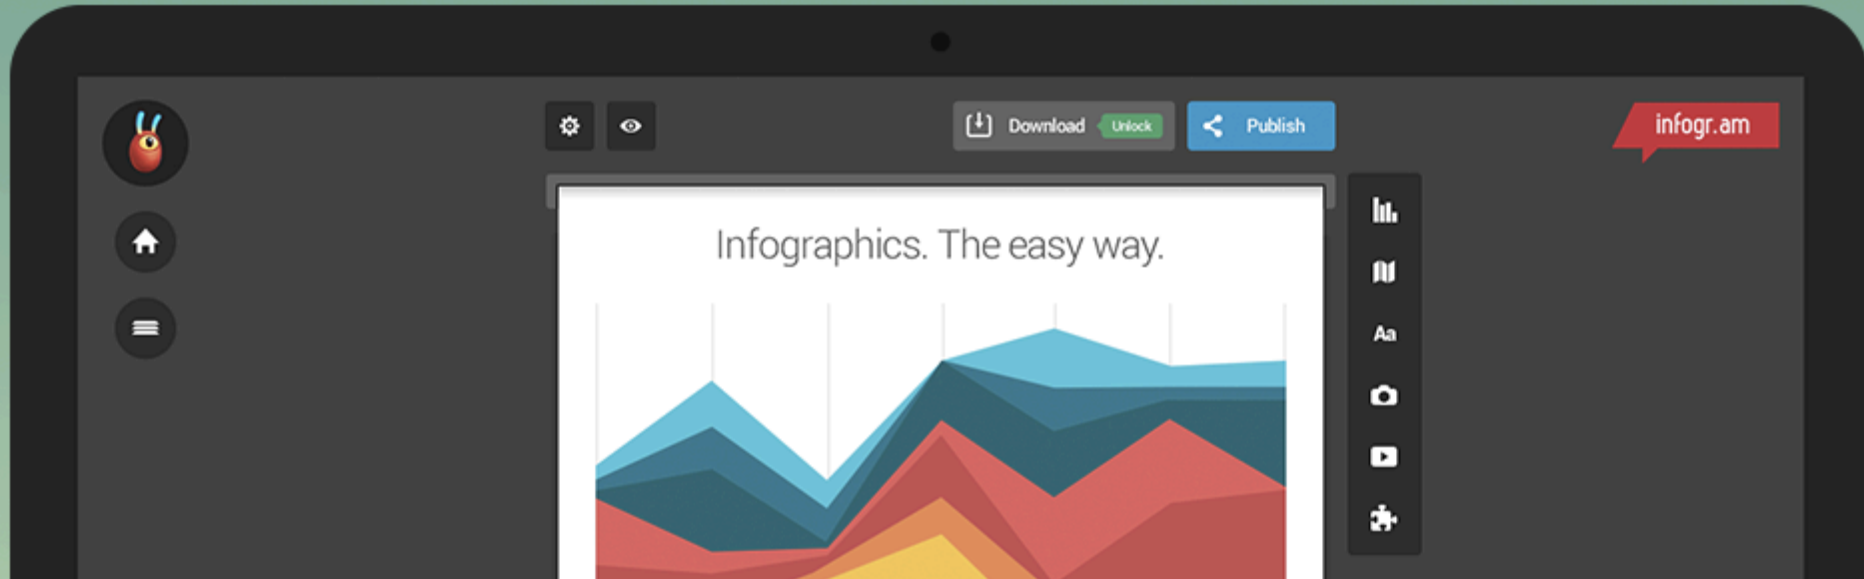 Download Unlock
Publish
infogr.am
Infographics. The easy way.
Aa